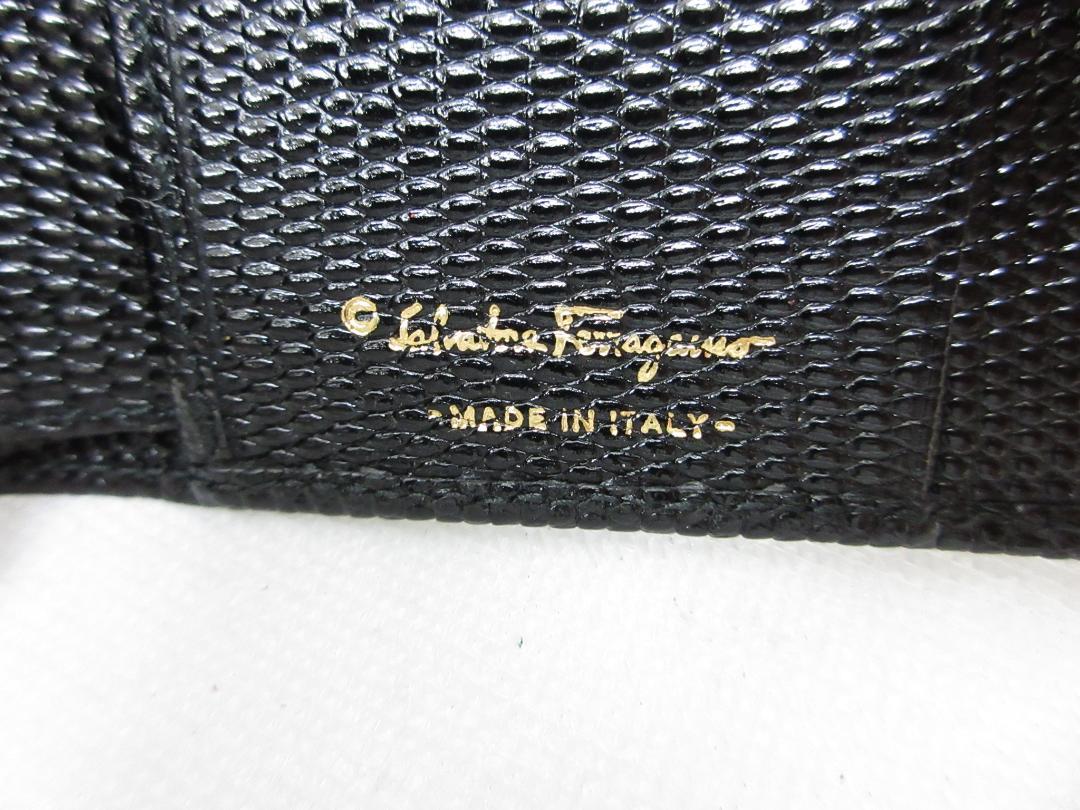 © Salvatore Ferragamo
-MADE IN ITALY-